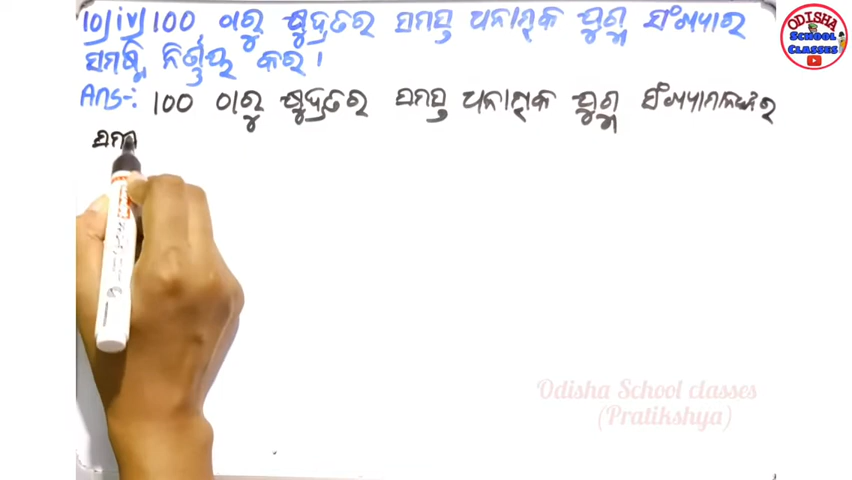 10) iv) 100 ଠାରୁ କ୍ଷୁଦ୍ରତର ସମସ୍ତ ଧନାତ୍ମକ ଯୁଗ୍ମ ସଂଖ୍ୟାର
ସମଷ୍ଟି ନିର୍ଣ୍ଣୟ କର ।
Ans-: 100 ଠାରୁ କ୍ଷୁଦ୍ରତର ସମସ୍ତ ଧନାତ୍ମକ ଯୁଗ୍ମ ସଂଖ୍ୟାମାନଙ୍କର
ODISHA
SCHOOL
CLASSES
Odisha School classes
(Pratikshya)